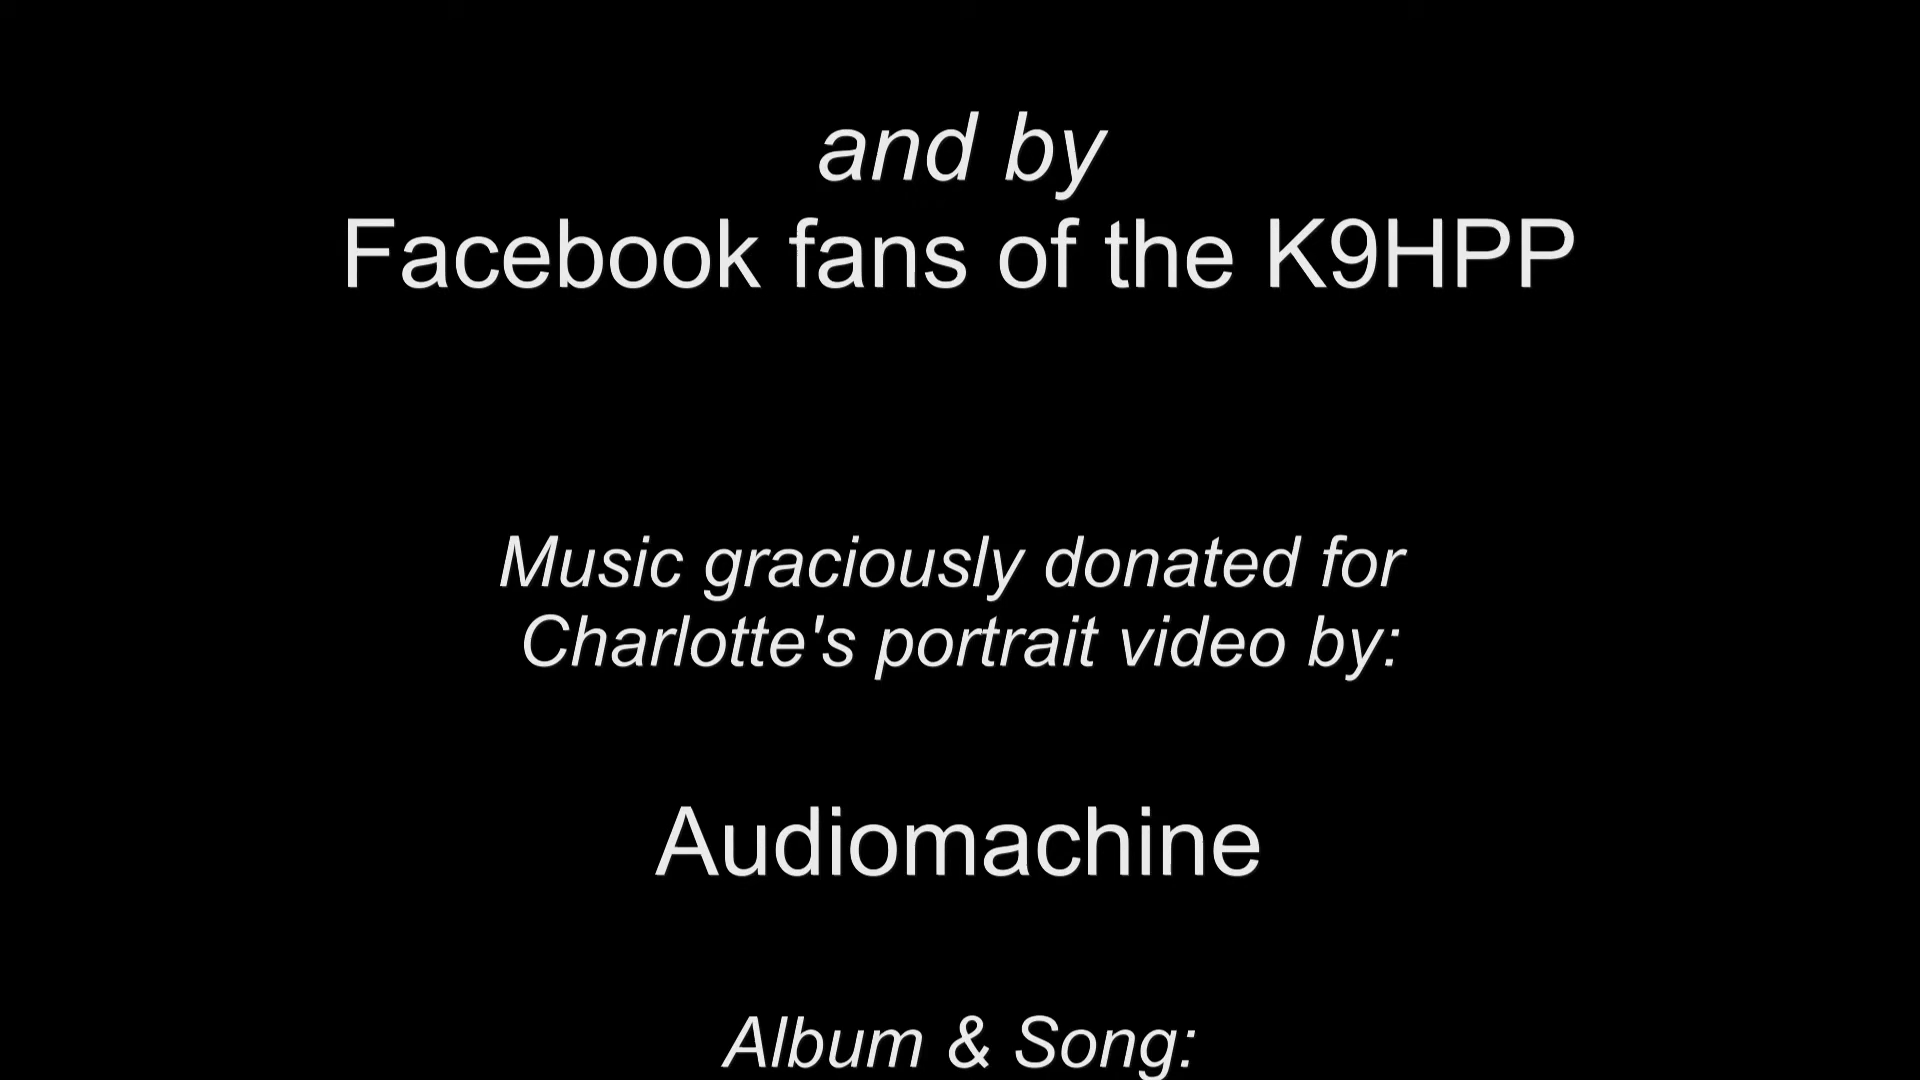 and by
Facebook fans of the K9HPP
Music graciously donated for
Charlotte's portrait video by:
Audiomachine
Album & Song: